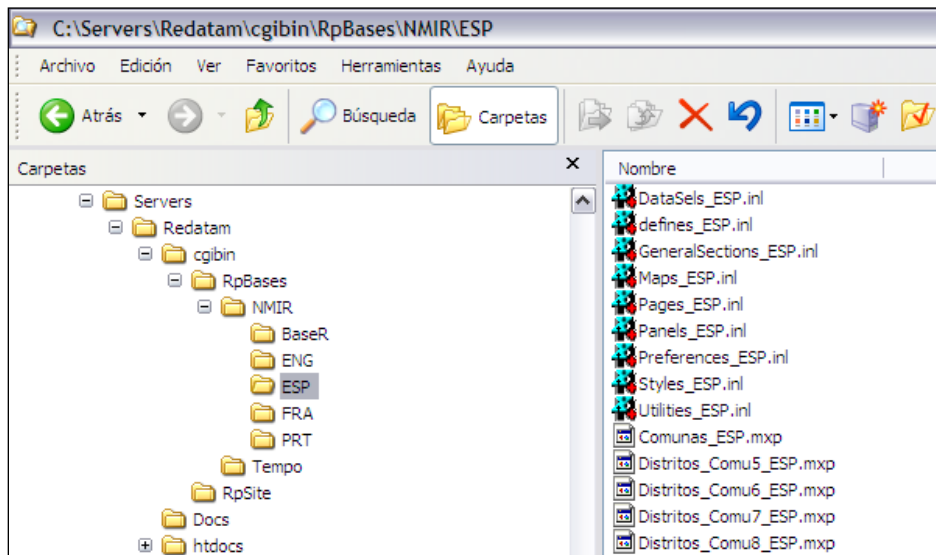 C:\Servers\Redatam\cgibin\RpBases\NMIR\ESP
Archivo Edición Ver Favoritos Herramientas Ayuda
Atrás Búsqueda Carpetas
Carpetas
Servers
Redatam
cgibin
RpBases
NMIR
BaseR
ENG
ESP
FRA
PRT
Tempo
RpSite
Docs
htdocs
Nombre
DataSels_ESP.inl
defines_ESP.inl
GeneralSections_ESP.inl
Maps_ESP.inl
Pages_ESP.inl
Panels_ESP.inl
Preferences_ESP.inl
Styles_ESP.inl
Utilities_ESP.inl
Comunas_ESP.mxp
Distritos_Comu5_ESP.mxp
Distritos_Comu6_ESP.mxp
Distritos_Comu7_ESP.mxp
Distritos_Comu8_ESP.mxp